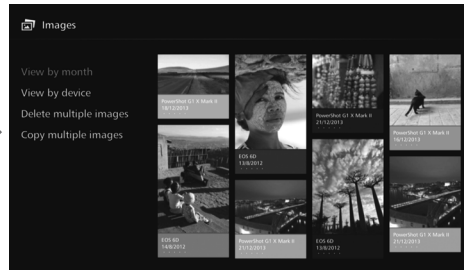 Images
View by month
View by device
Delete multiple images
Copy multiple images
PowerShot G1 X Mark II
19/12/2013
EOS 6D
14/8/2012
EOS 6D
13/8/2012
PowerShot G1 X Mark II
21/12/2013
PowerShot G1 X Mark II
21/12/2013
EOS 6D
13/8/2012
PowerShot G1 X Mark II
16/12/2013
PowerShot G1 X Mark II
21/12/2013